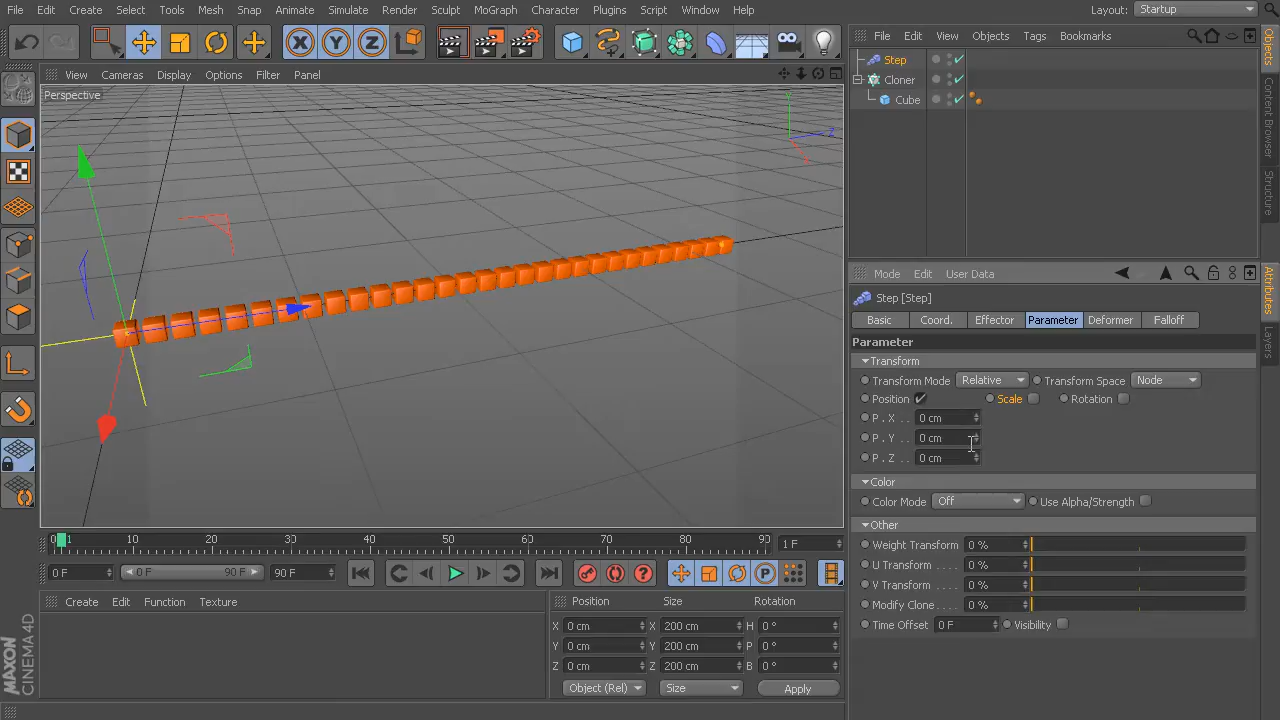 File Edit Create Select Tools Mesh Snap Animate Simulate Render Sculpt MoGraph Character Plugins Script Window Help Layout: Startup
X Y Z
File Edit View Objects Tags Bookmarks
View Cameras Display Options Filter Panel
Perspective
Y
Z
Step
Cloner
Cube
Objects
Content Browser
Structure
Mode Edit User Data
Step [Step]
Basic Coord. Effector Parameter Deformer Falloff
Parameter
Transform
Transform Mode Relative Transform Space Node
Position Scale Rotation
P . X . . 0 cm
P . Y . . 0 cm
P . Z . . 0 cm
Color
Color Mode Off Use Alpha/Strength
Other
Weight Transform 0 %
U Transform . . . . 0 %
V Transform . . . . 0 %
Modify Clone . . . . 0 %
Time Offset 0 F Visibility
Attributes
Layers
0 1 10 20 30 40 50 60 70 80 90 1 F
0 F 0 F 90 F 90 F
P
Create Edit Function Texture
Position Size Rotation
X 0 cm X 200 cm H 0 °
Y 0 cm Y 200 cm P 0 °
Z 0 cm Z 200 cm B 0 °
Object (Rel) Size Apply
MAXON
CINEMA 4D